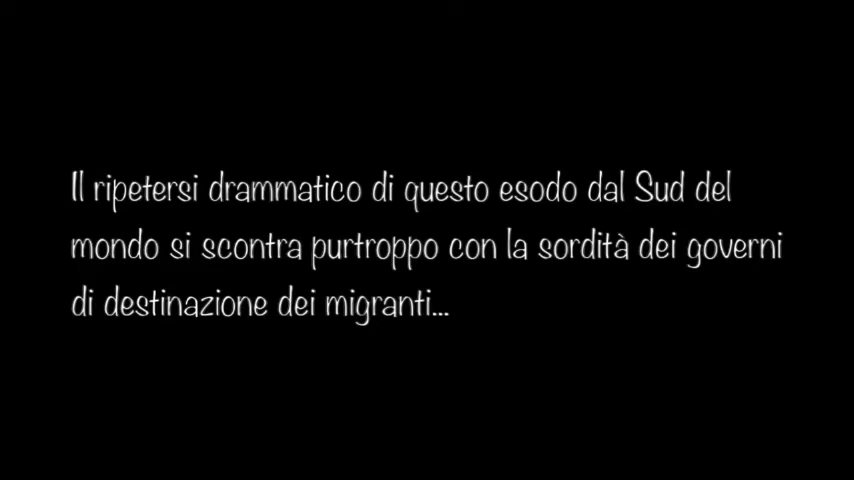 Il ripetersi drammatico di questo esodo dal Sud del
mondo si scontra purtroppo con la sordità dei governi
di destinazione dei migranti...